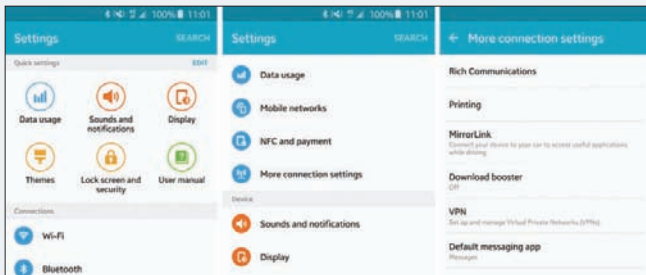 100% 11:01
Settings
SEARCH
Quick settings
EDIT
Data usage
Sounds and
notifications
Display
Themes
Lock screen and
security
User manual
Connections
Wi-Fi
Bluetooth
100% 11:01
Settings
SEARCH
Data usage
Mobile networks
NFC and payment
More connection settings
Device
Sounds and notifications
Display
More connection settings
Rich Communications
Printing
MirrorLink
Connect your device to your car to access useful applications
while driving
Download booster
Off
VPN
Set up and manage Virtual Private Networks (VPNs)
Default messaging app
Messages